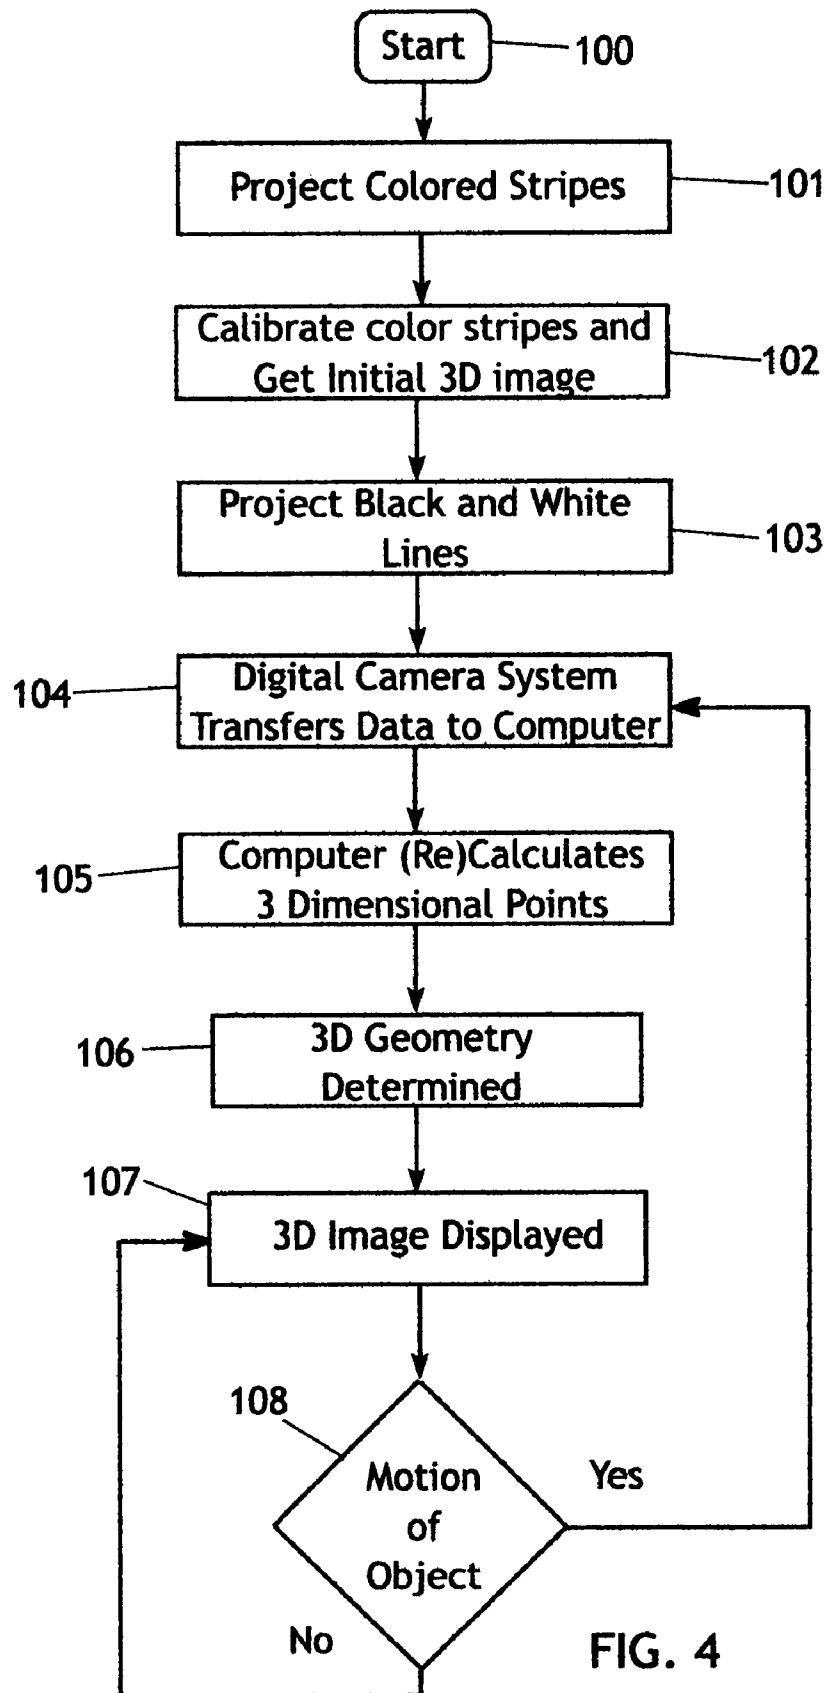 Start
100
Project Colored Stripes
101
Calibrate color stripes and
Get Initial 3D image
102
Project Black and White
Lines
103
104
Digital Camera System
Transfers Data to Computer
105
Computer (Re)Calculates
3 Dimensional Points
106
3D Geometry
Determined
107
3D Image Displayed
108
Motion
of
Object
Yes
No
FIG. 4